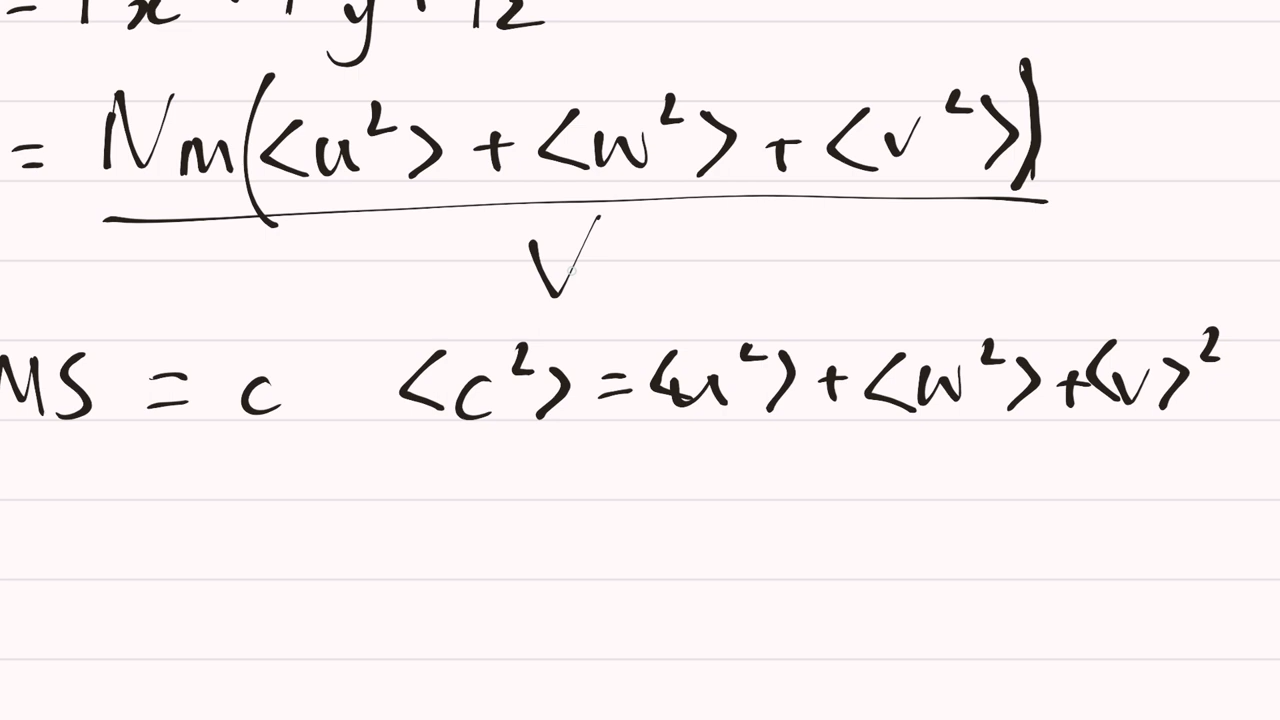 = Nm(<u²> + <w²> + <v²>)
V
MS = c <c²> = <u²> + <w²> + <v>²